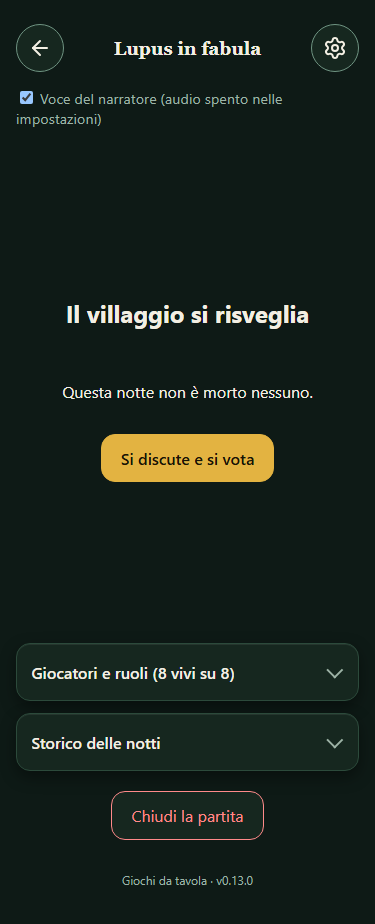 Lupus in fabula
Voce del narratore (audio spento nelle
impostazioni)
Il villaggio si risveglia
Questa notte non è morto nessuno.
Si discute e si vota
Giocatori e ruoli (8 vivi su 8)
Storico delle notti
Chiudi la partita
Giochi da tavola · v0.13.0